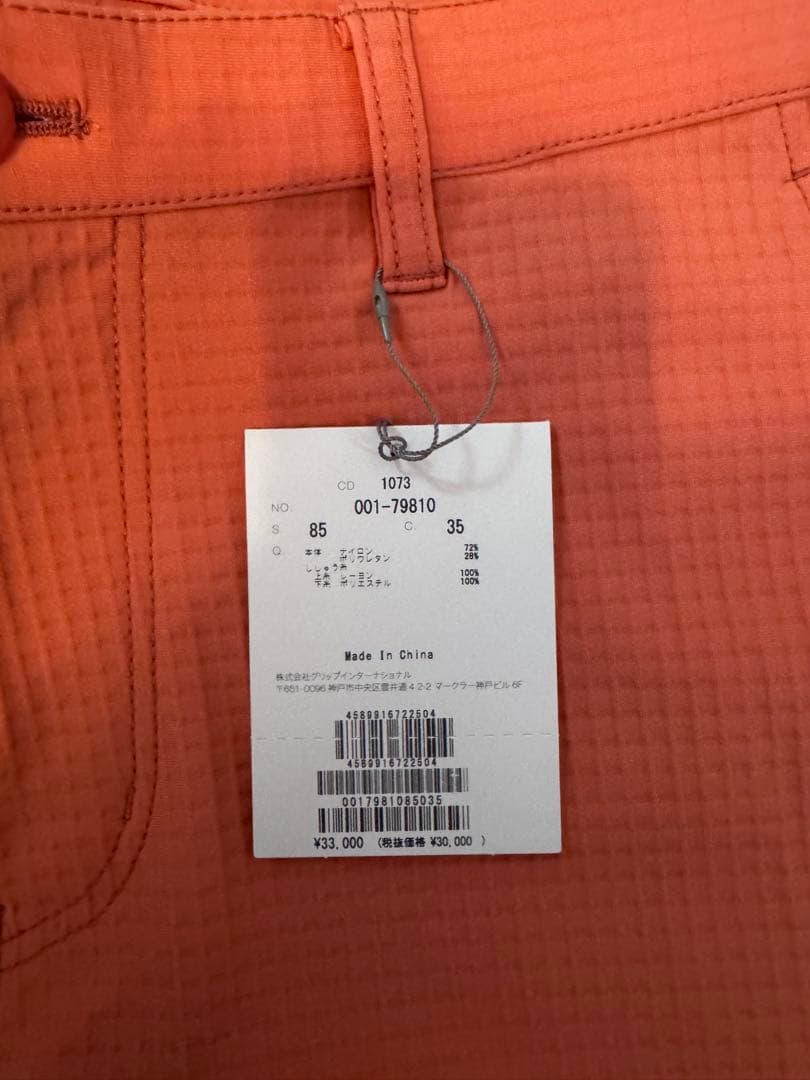 CD 1073
NO. 001-79810
S. 85 C. 35
Q. 本体 ナイロン 72%
ポリウレタン 28%
ししゅう糸
上糸 レーヨン 100%
下糸 ポリエステル 100%
Made In China
株式会社グリップインターナショナル
〒651-0096 神戸市中央区雲井通 4-2-2 マークラー神戸ビル 6F
4589916722504
4589916722504
0017981085035
¥33,000 (税抜価格 ¥30,000 )